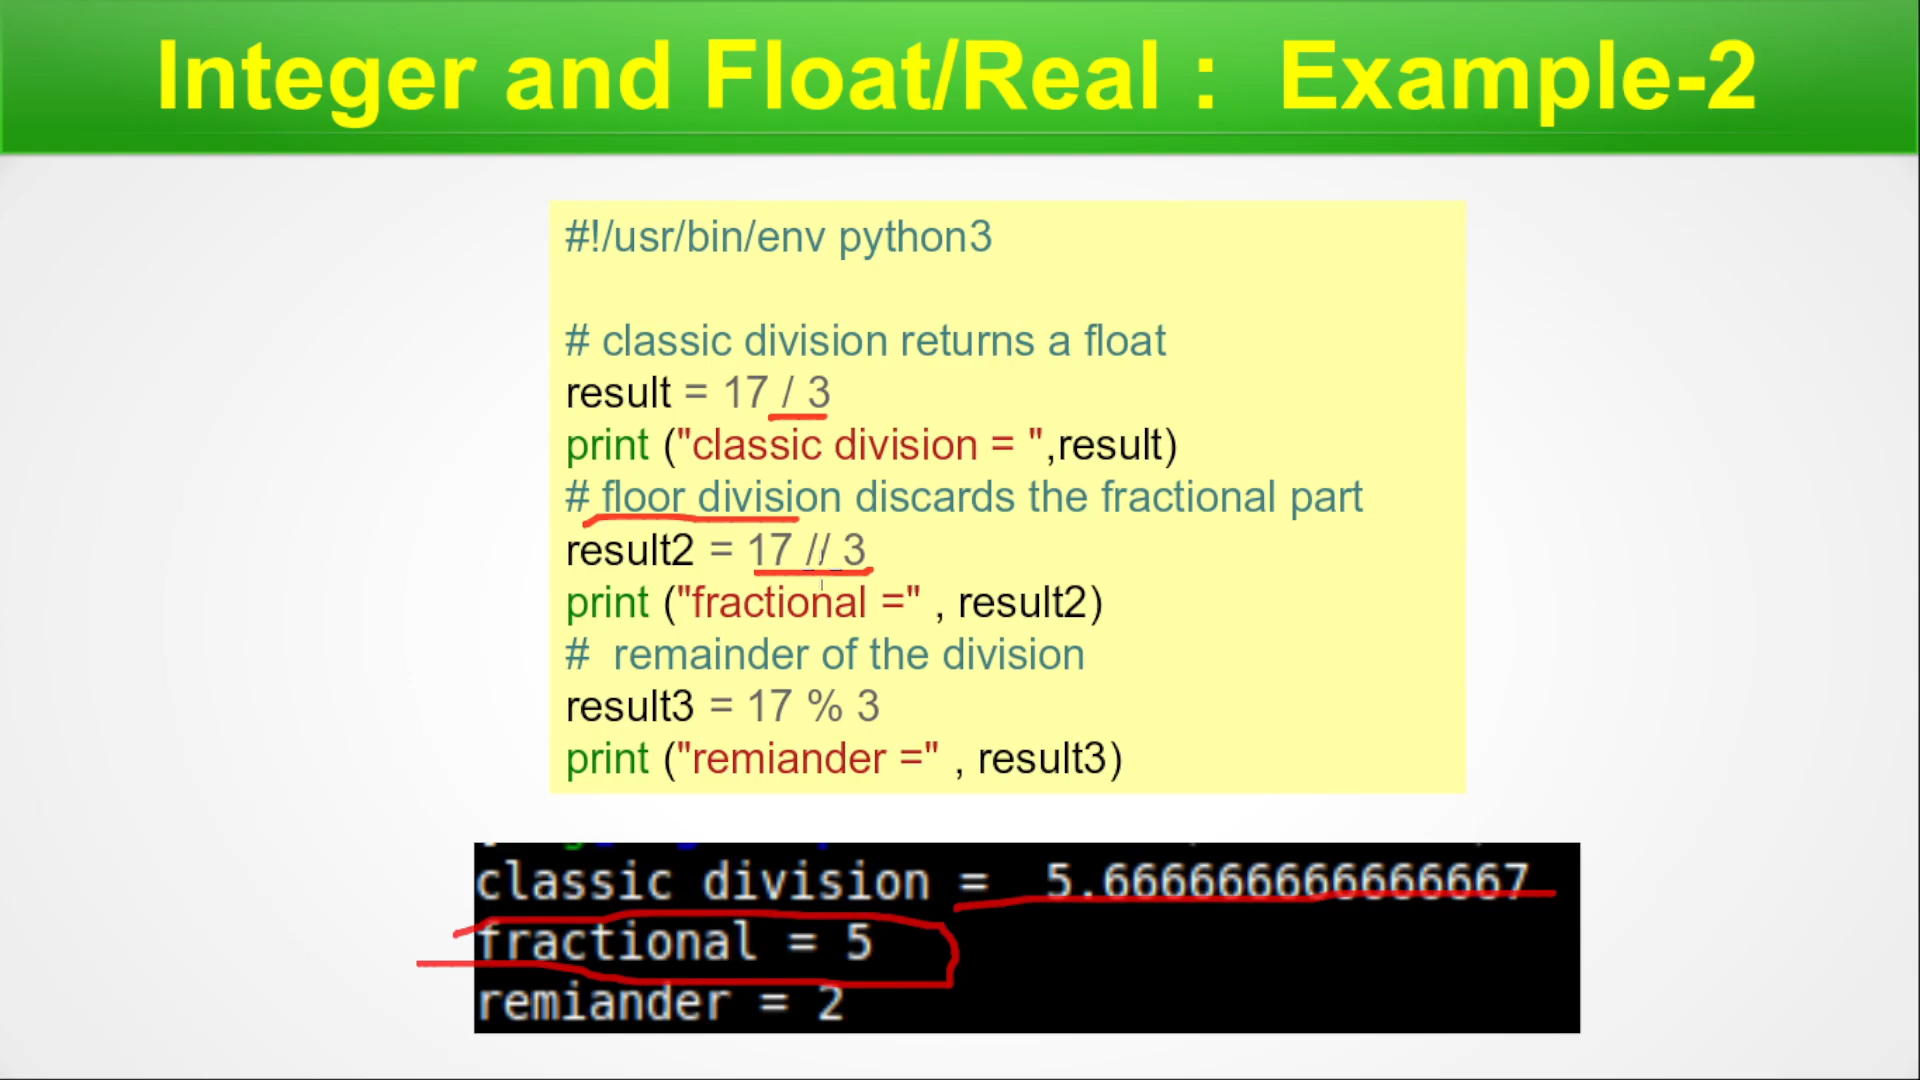 Integer and Float/Real : Example-2
#!/usr/bin/env python3
# classic division returns a float
result = 17 / 3
print ("classic division = ",result)
# floor division discards the fractional part
result2 = 17 // 3
print ("fractional =" , result2)
# remainder of the division
result3 = 17 % 3
print ("remiander =" , result3)
classic division =  5.666666666666667
fractional = 5
remiander = 2